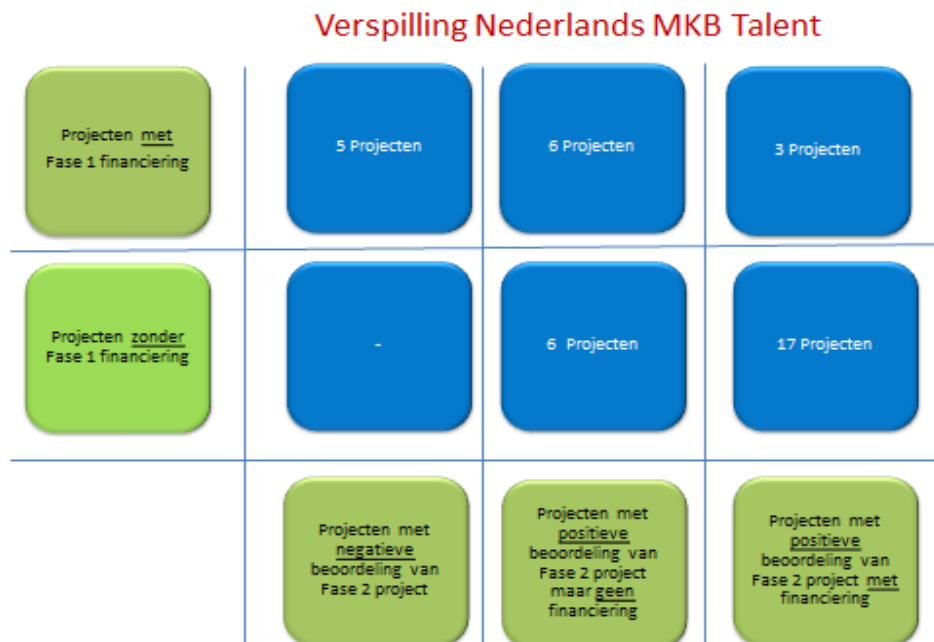 Verspilling Nederlands MKB Talent
Projecten met
Fase 1 financiering
5 Projecten
6 Projecten
3 Projecten
Projecten zonder
Fase 1 financiering
-
6 Projecten
17 Projecten
Projecten met
negatieve
beoordeling van
Fase 2 project
Projecten met
positieve
beoordeling van
Fase 2 project
maar geen
financiering
Projecten met
positieve
beoordeling van
Fase 2 project met
financiering